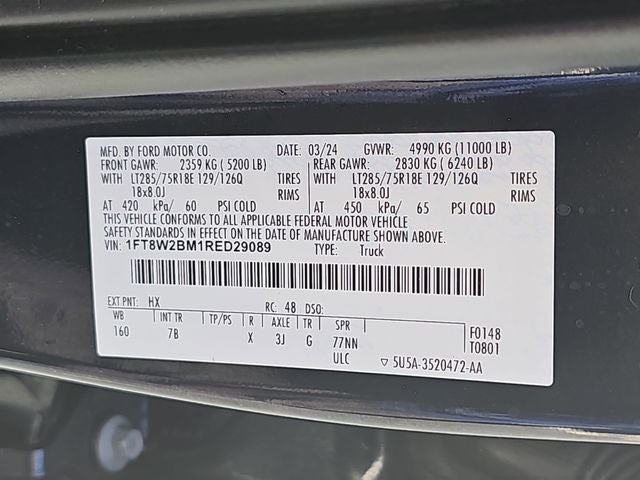 MFD. BY FORD MOTOR CO. DATE: 03/24 GVWR: 4990 KG (11000 LB)
FRONT GAWR: 2359 KG ( 5200 LB) REAR GAWR: 2830 KG ( 6240 LB)
WITH LT285/75R18E 129/126Q TIRES WITH LT285/75R18E 129/126Q TIRES
18x8.0J RIMS 18x8.0J RIMS
AT 420 kPa/ 60 PSI COLD AT 450 kPa/ 65 PSI COLD
THIS VEHICLE CONFORMS TO ALL APPLICABLE FEDERAL MOTOR VEHICLE
SAFETY STANDARDS IN EFFECT ON THE DATE OF MANUFACTURE SHOWN ABOVE.
VIN: 1FT8W2BM1RED29089 TYPE: Truck
EXT PNT: HX RC: 48 DSO:
WB INT TR TP/PS R AXLE TR SPR F0148
160 7B X 3J G 77NN T0801
ULC ▽ 5U5A-3520472-AA